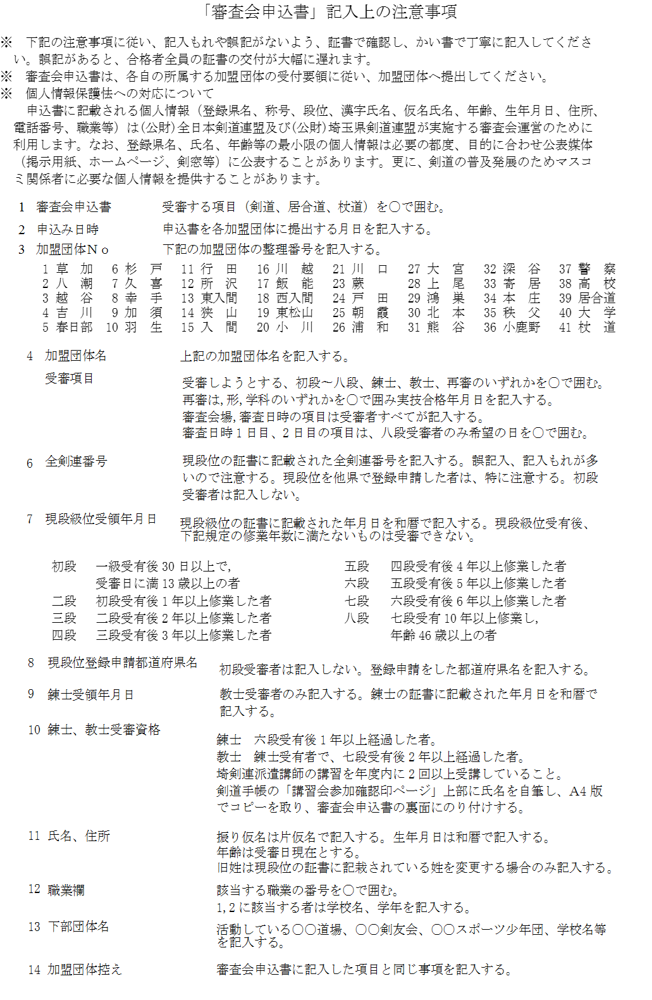 「審査会申込書」記入上の注意事項
※　下記の注意事項に従い、記入もれや誤記がないよう、証書で確認し、かい書で丁寧に記入してくださ
い。誤記があると、合格者全員の証書の交付が大幅に遅れます。
※　審査会申込書は、各自の所属する加盟団体の受付要領に従い、加盟団体へ提出してください。
※　個人情報保護法への対応について
申込書に記載される個人情報（登録県名、称号、段位、漢字氏名、仮名氏名、年齢、生年月日、住所、
電話番号、職業等）は(公財)全日本剣道連盟及び(公財)埼玉県剣道連盟が実施する審査会運営のために
利用します。なお、登録県名、氏名、年齢等の最小限の個人情報は必要の都度、目的に合わせ公表媒体
（掲示用紙、ホームページ、剣窓等）に公表することがあります。更に、剣道の普及発展のためマスコ
ミ関係者に必要な個人情報を提供することがあります。
1　審査会申込書　受審する項目（剣道、居合道、杖道）を〇で囲む。
2　申込み日時　申込書を各加盟団体に提出する月日を記入する。
3　加盟団体Ｎｏ　下記の加盟団体の整理番号を記入する。
1 草　加　6 杉　戸　11 行　田　16 川　越　21 川　口　27 大　宮　32 深　谷　37 警　察
2 八　潮　7 久　喜　12 所　沢　17 飯　能　23 蕨　28 上　尾　33 寄　居　38 高　校
3 越　谷　8 幸　手　13 東入間　18 西入間　24 戸　田　29 鴻　巣　34 本　庄　39 居合道
4 吉　川　9 加　須　14 狭　山　19 東松山　25 朝　霞　30 北　本　35 秩　父　40 大　学
5 春日部　10 羽　生　15 入　間　20 小　川　26 浦　和　31 熊　谷　36 小鹿野　41 杖　道
4　加盟団体名　上記の加盟団体名を記入する。
受審項目　受審しようとする、初段～八段、錬士、教士、再審のいずれかを〇で囲む。
再審は,形,学科のいずれかを〇で囲み実技合格年月日を記入する。
審査会場,審査日時の項目は受審者すべてが記入する。
審査日時1日目、2日目の項目は、八段受審者のみ希望の日を〇で囲む。
6　全剣連番号　現段位の証書に記載された全剣連番号を記入する。誤記入、記入もれが多
いので注意する。現段位を他県で登録申請した者は、特に注意する。初段
受審者は記入しない。
7　現段級位受領年月日　現段級位の証書に記載された年月日を和暦で記入する。現段級位受有後、
下記規定の修業年数に満たないものは受審できない。
初段　一級受有後30日以上で,　五段　四段受有後4年以上修業した者
受審日に満13歳以上の者　六段　五段受有後5年以上修業した者
二段　初段受有後1年以上修業した者　七段　六段受有後6年以上修業した者
三段　二段受有後2年以上修業した者　八段　七段受有10年以上修業し,
四段　三段受有後3年以上修業した者　年齢46歳以上の者
8　現段位登録申請都道府県名　初段受審者は記入しない。登録申請をした都道府県名を記入する。
9　錬士受領年月日　教士受審者のみ記入する。錬士の証書に記載された年月日を和暦で
記入する。
10 錬士、教士受審資格
錬士　六段受有後1年以上経過した者。
教士　錬士受有者で、七段受有後2年以上経過した者。
埼剣連派遣講師の講習を年度内に2回以上受講していること。
剣道手帳の「講習会参加確認印ページ」上部に氏名を自筆し、A4版
でコピーを取り、審査会申込書の裏面にのり付けする。
11 氏名、住所　振り仮名は片仮名で記入する。生年月日は和暦で記入する。
年齢は受審日現在とする。
旧姓は現段位の証書に記載されている姓を変更する場合のみ記入する。
12 職業欄　該当する職業の番号を〇で囲む。
1,2に該当する者は学校名、学年を記入する。
13 下部団体名　活動している〇〇道場、〇〇剣友会、〇〇スポーツ少年団、学校名等
を記入する。
14 加盟団体控え　審査会申込書に記入した項目と同じ事項を記入する。